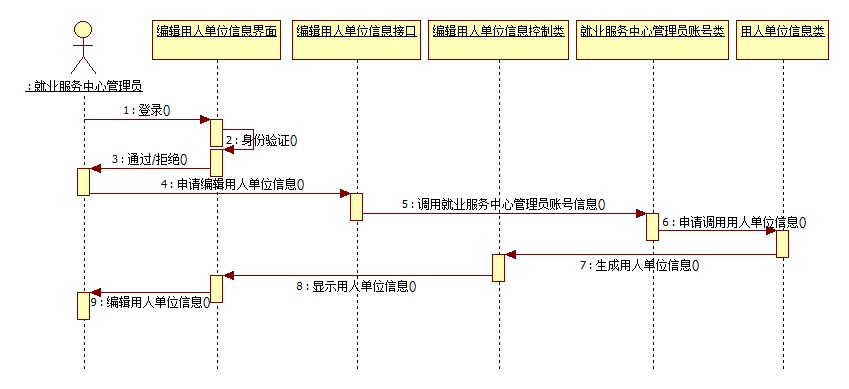 编辑用人单位信息界面
编辑用人单位信息接口
编辑用人单位信息控制类
就业服务中心管理员账号类
用人单位信息类
:就业服务中心管理员
1:登录()
2:身份验证()
3:通过/拒绝()
4:申请编辑用人单位信息()
5:调用就业服务中心管理员账号信息()
6:申请调用用人单位信息()
7:生成用人单位信息()
8:显示用人单位信息()
9:编辑用人单位信息()